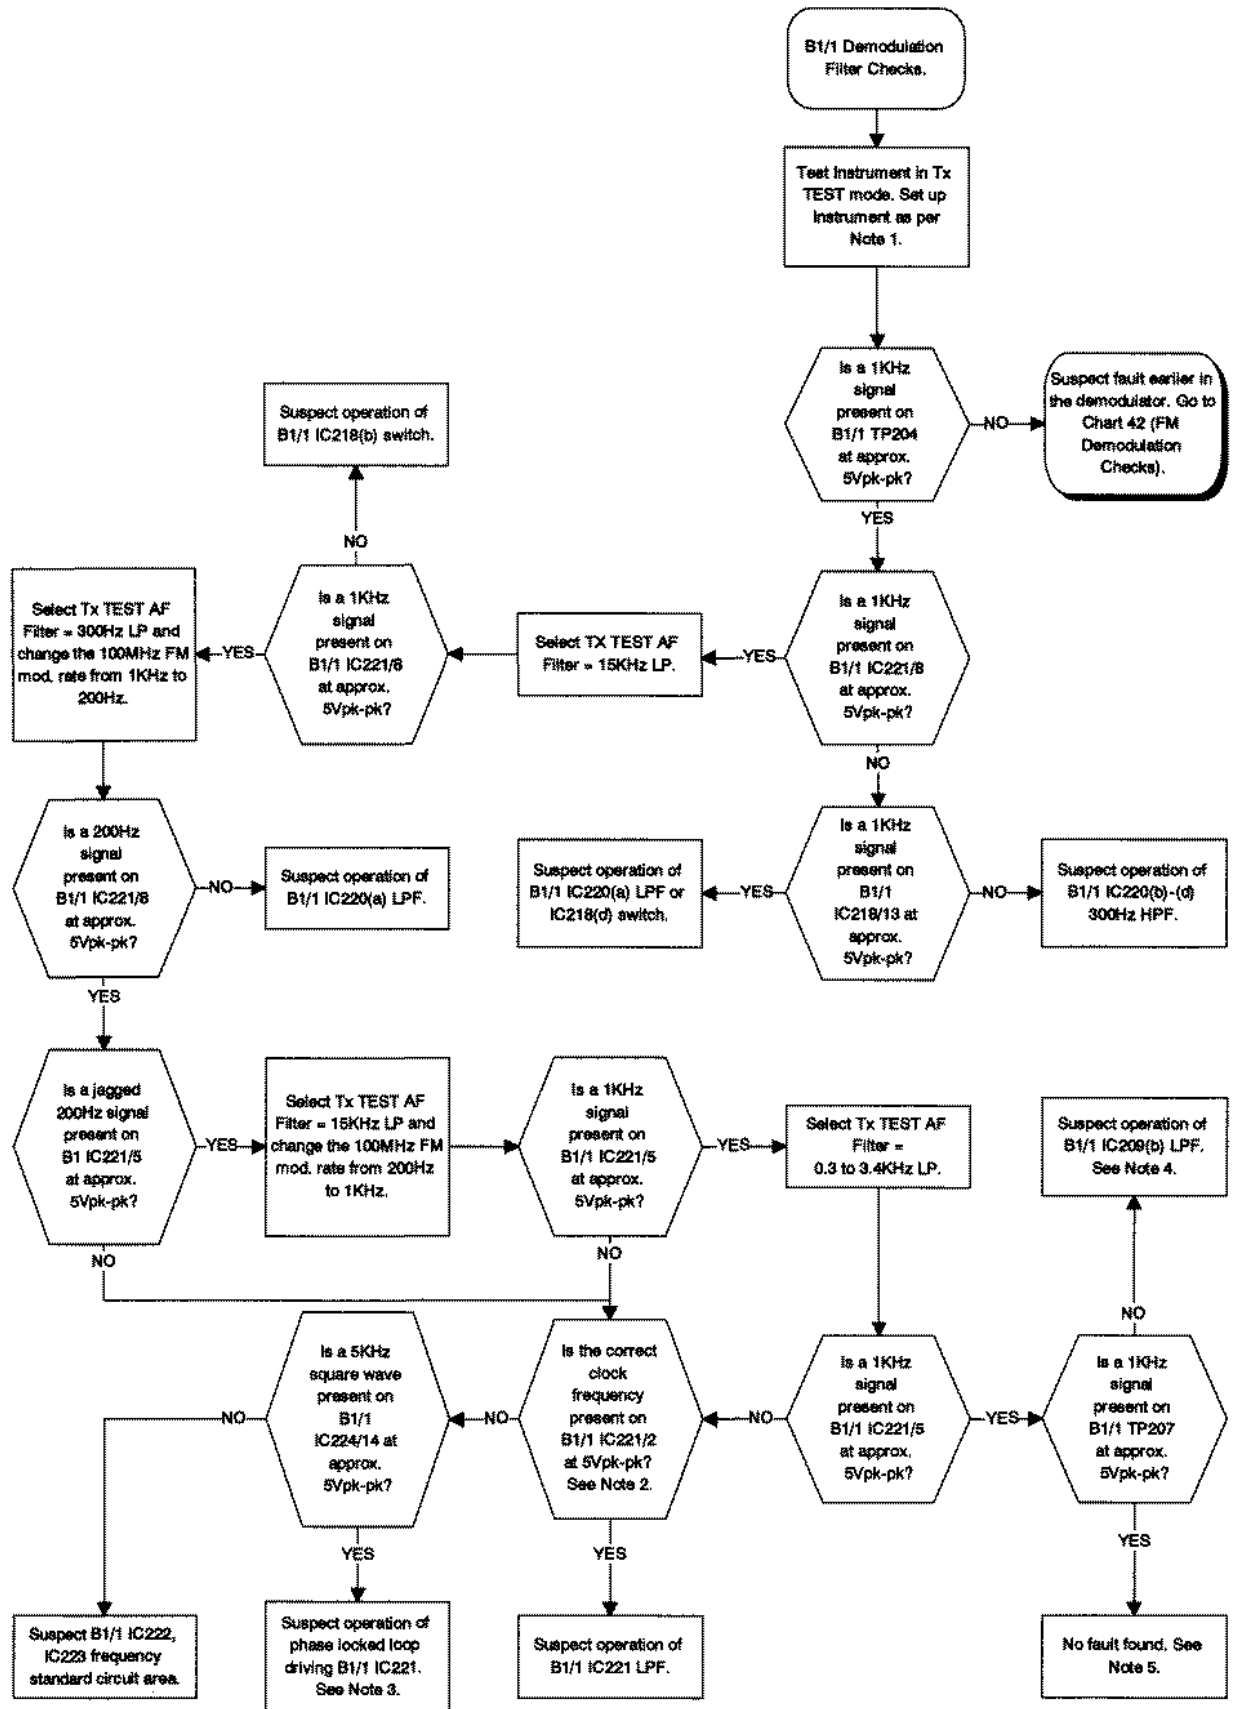 B1/1 Demodulation
Filter Checks.
Test Instrument in Tx
TEST mode. Set up
Instrument as per
Note 1.
Is a 1KHz
signal
present on
B1/1 TP204
at approx.
5Vpk-pk?
NO
Suspect fault earlier in
the demodulator. Go to
Chart 42 (FM
Demodulation
Checks).
YES
Suspect operation of
B1/1 IC218(b) switch.
NO
Select Tx TEST AF
Filter = 300Hz LP and
change the 100MHz FM
mod. rate from 1KHz to
200Hz.
YES
Is a 1KHz
signal
present on
B1/1 IC221/8
at approx.
5Vpk-pk?
Select TX TEST AF
Filter = 15KHz LP.
YES
Is a 1KHz
signal
present on
B1/1 IC221/8
at approx.
5Vpk-pk?
NO
Is a 200Hz
signal
present on
B1/1 IC221/8
at approx.
5Vpk-pk?
NO
Suspect operation of
B1/1 IC220(a) LPF.
Suspect operation of
B1/1 IC220(a) LPF or
IC218(d) switch.
YES
Is a 1KHz
signal
present on
B1/1
IC218/13 at
approx.
5Vpk-pk?
NO
Suspect operation of
B1/1 IC220(b)-(d)
300Hz HPF.
YES
Is a jagged
200Hz signal
present on
B1 IC221/5
at approx.
5Vpk-pk?
YES
Select Tx TEST AF
Filter = 15KHz LP and
change the 100MHz FM
mod. rate from 200Hz
to 1KHz.
Is a 1KHz
signal
present on
B1/1 IC221/5
at approx.
5Vpk-pk?
YES
Select Tx TEST AF
Filter =
0.3 to 3.4KHz LP.
Suspect operation of
B1/1 IC209(b) LPF.
See Note 4.
NO
NO
NO
Is a 5KHz
square wave
present on
B1/1
IC224/14 at
approx.
5Vpk-pk?
NO
NO
Is the correct
clock
frequency
present on
B1/1 IC221/2
at 5Vpk-pk?
See Note 2.
NO
Is a 1KHz
signal
present on
B1/1 IC221/5
at approx.
5Vpk-pk?
YES
Is a 1KHz
signal
present on
B1/1 TP207
at approx.
5Vpk-pk?
YES
YES
YES
Suspect B1/1 IC222,
IC223 frequency
standard circuit area.
Suspect operation of
phase locked loop
driving B1/1 IC221.
See Note 3.
Suspect operation of
B1/1 IC221 LPF.
No fault found. See
Note 5.